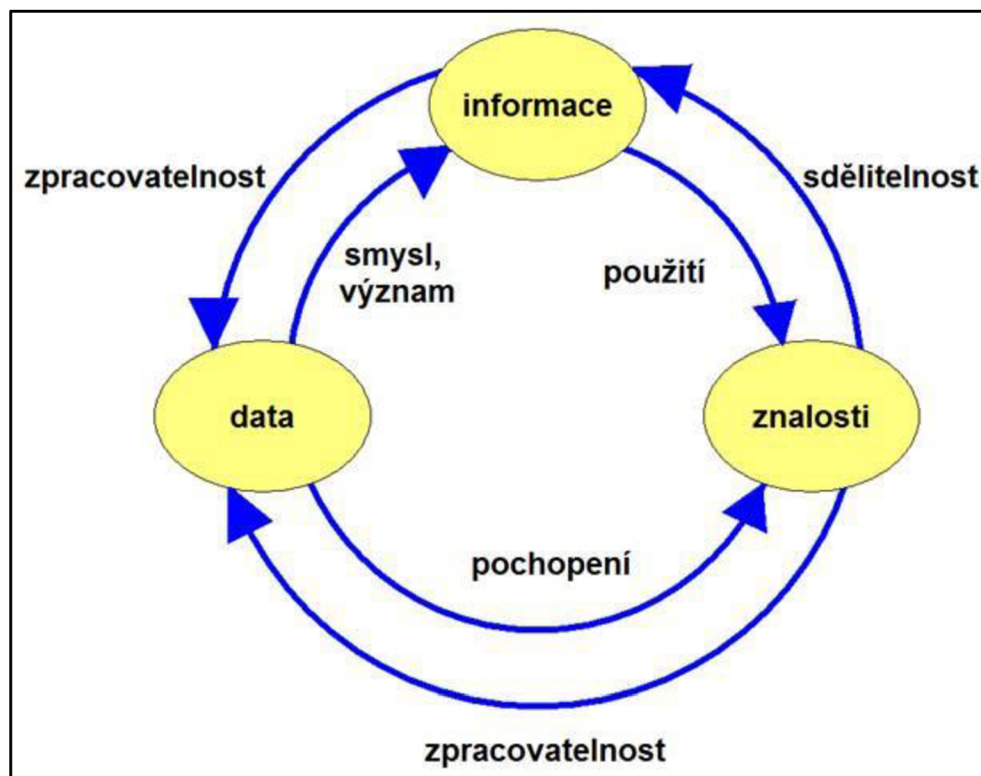 informace
zpracovatelnost
sdělitelnost
smysl,
význam
použití
data
znalosti
pochopení
zpracovatelnost